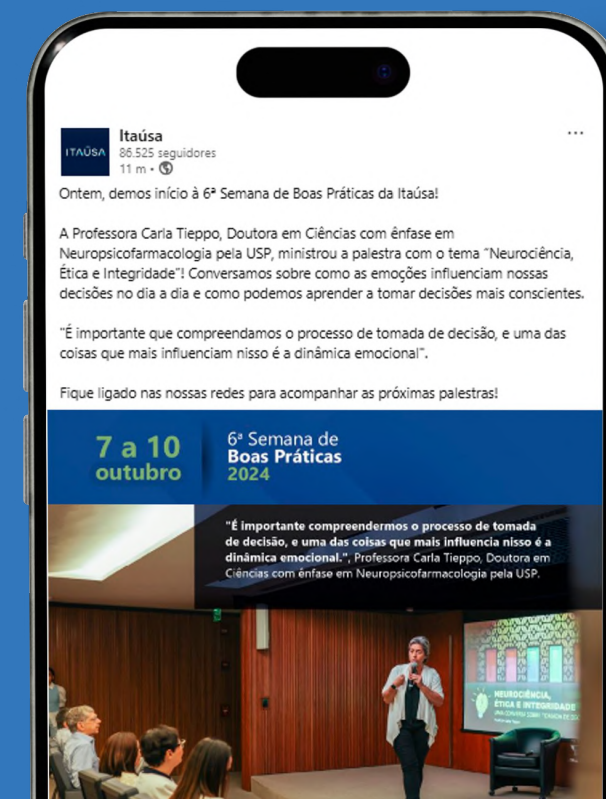 ITAÚSA
Itaúsa
86.525 seguidores
11 m •
Ontem, demos início à 6ª Semana de Boas Práticas da Itaúsa!
A Professora Carla Tieppo, Doutora em Ciências com ênfase em
Neuropsicofarmacologia pela USP, ministrou a palestra com o tema "Neurociência,
Ética e Integridade"! Conversamos sobre como as emoções influenciam nossas
decisões no dia a dia e como podemos aprender a tomar decisões mais conscientes.
"É importante que compreendamos o processo de tomada de decisão, e uma das
coisas que mais influenciam nisso é a dinâmica emocional".
Fique ligado nas nossas redes para acompanhar as próximas palestras!
7 a 10
outubro
6ª Semana de
Boas Práticas
2024
"É importante compreendermos o processo de tomada
de decisão, e uma das coisas que mais influencia nisso é a
dinâmica emocional.", Professora Carla Tieppo, Doutora em
Ciências com ênfase em Neuropsicofarmacologia pela USP.
NEUROCIÊNCIA,
ÉTICA E INTEGRIDADE
UMA CONVERSA SOBRE